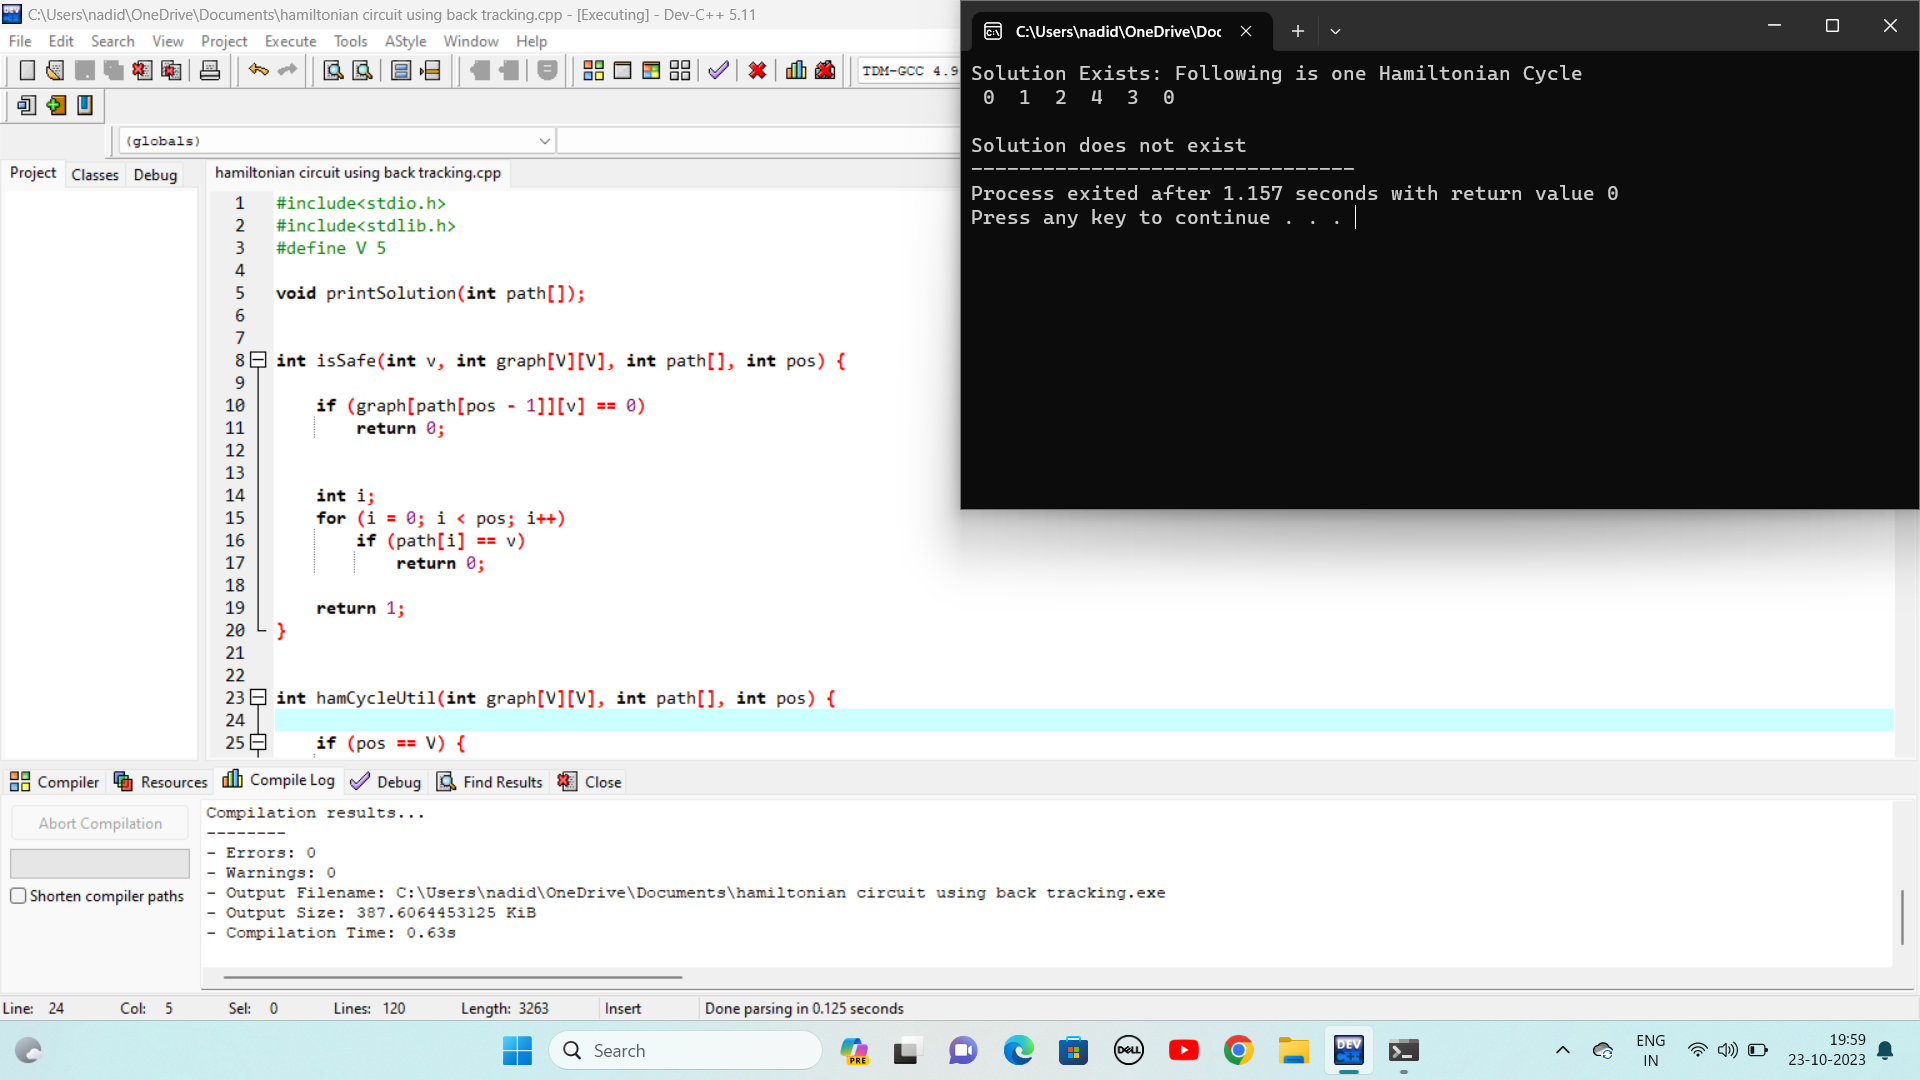 C:\Users\nadid\OneDrive\Documents\hamiltonian circuit using back tracking.cpp - [Executing] - Dev-C++ 5.11
File Edit Search View Project Execute Tools AStyle Window Help
TDM-GCC 4.9
(globals)
Project Classes Debug
hamiltonian circuit using back tracking.cpp
1 #include<stdio.h>
2 #include<stdlib.h>
3 #define V 5
4
5 void printSolution(int path[]);
6
7
8 int isSafe(int v, int graph[V][V], int path[], int pos) {
9
10 if (graph[path[pos - 1]][v] == 0)
11 return 0;
12
13
14 int i;
15 for (i = 0; i < pos; i++)
16 if (path[i] == v)
17 return 0;
18
19 return 1;
20 }
21
22
23 int hamCycleUtil(int graph[V][V], int path[], int pos) {
24
25 if (pos == V) {
C:\Users\nadid\OneDrive\Doc
Solution Exists: Following is one Hamiltonian Cycle
0 1 2 4 3 0
Solution does not exist
--------------------------------
Process exited after 1.157 seconds with return value 0
Press any key to continue . . .
Compiler Resources Compile Log Debug Find Results Close
Abort Compilation
Shorten compiler paths
Compilation results...
--------
- Errors: 0
- Warnings: 0
- Output Filename: C:\Users\nadid\OneDrive\Documents\hamiltonian circuit using back tracking.exe
- Output Size: 387.6064453125 KiB
- Compilation Time: 0.63s
Line: 24 Col: 5 Sel: 0 Lines: 120 Length: 3263 Insert Done parsing in 0.125 seconds
Search
PRE
DELL
DEV C++
ENG
IN
19:59
23-10-2023